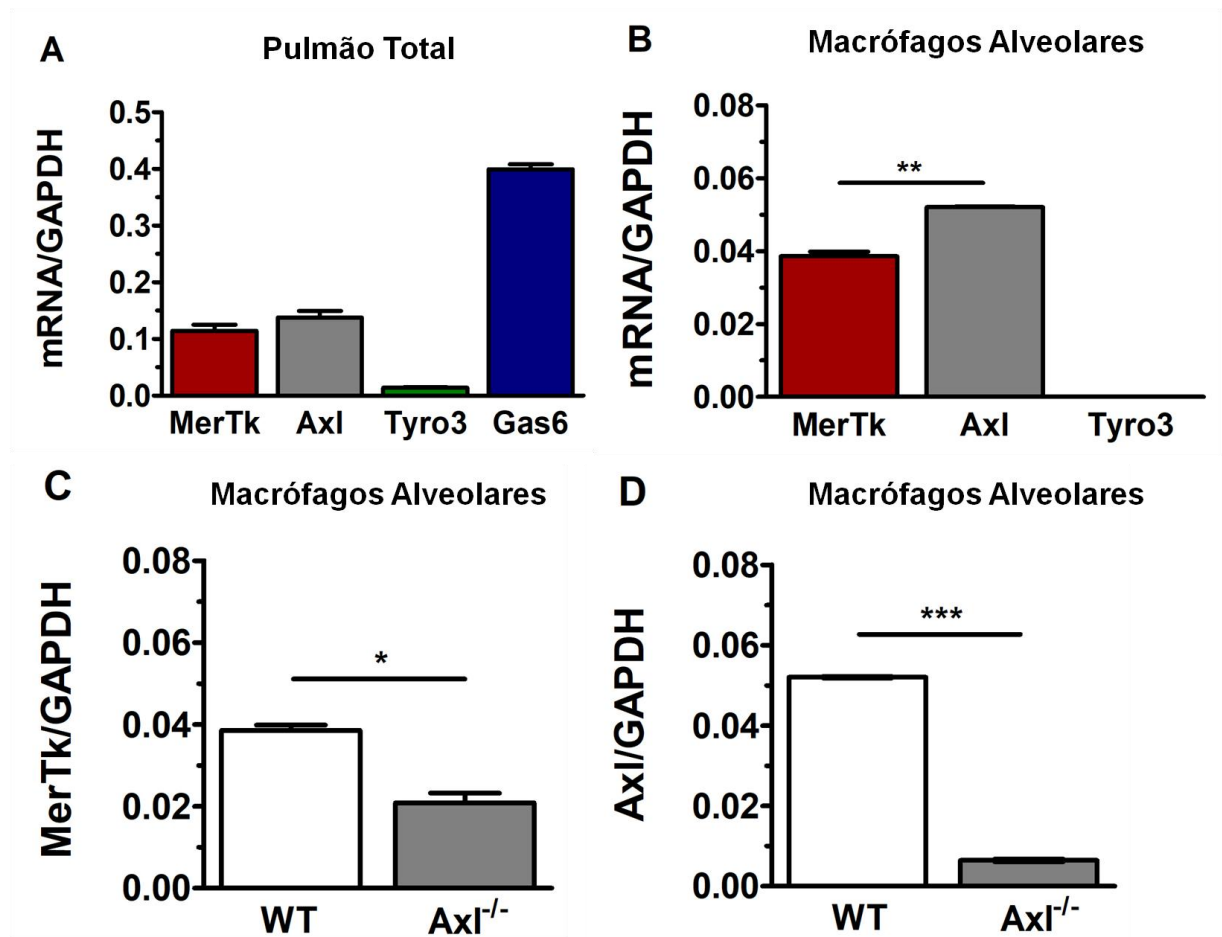 A
Pulmão Total
mRNA/GAPDH
0.5
0.4
0.3
0.2
0.1
0.0
MerTk Axl Tyro3 Gas6
B
Macrófagos Alveolares
mRNA/GAPDH
0.08
0.06
0.04
0.02
0.00
**
MerTk Axl Tyro3
C
Macrófagos Alveolares
MerTk/GAPDH
0.08
0.06
0.04
0.02
0.00
*
WT Axl-/-
D
Macrófagos Alveolares
Axl/GAPDH
0.08
0.06
0.04
0.02
0.00
***
WT Axl-/-